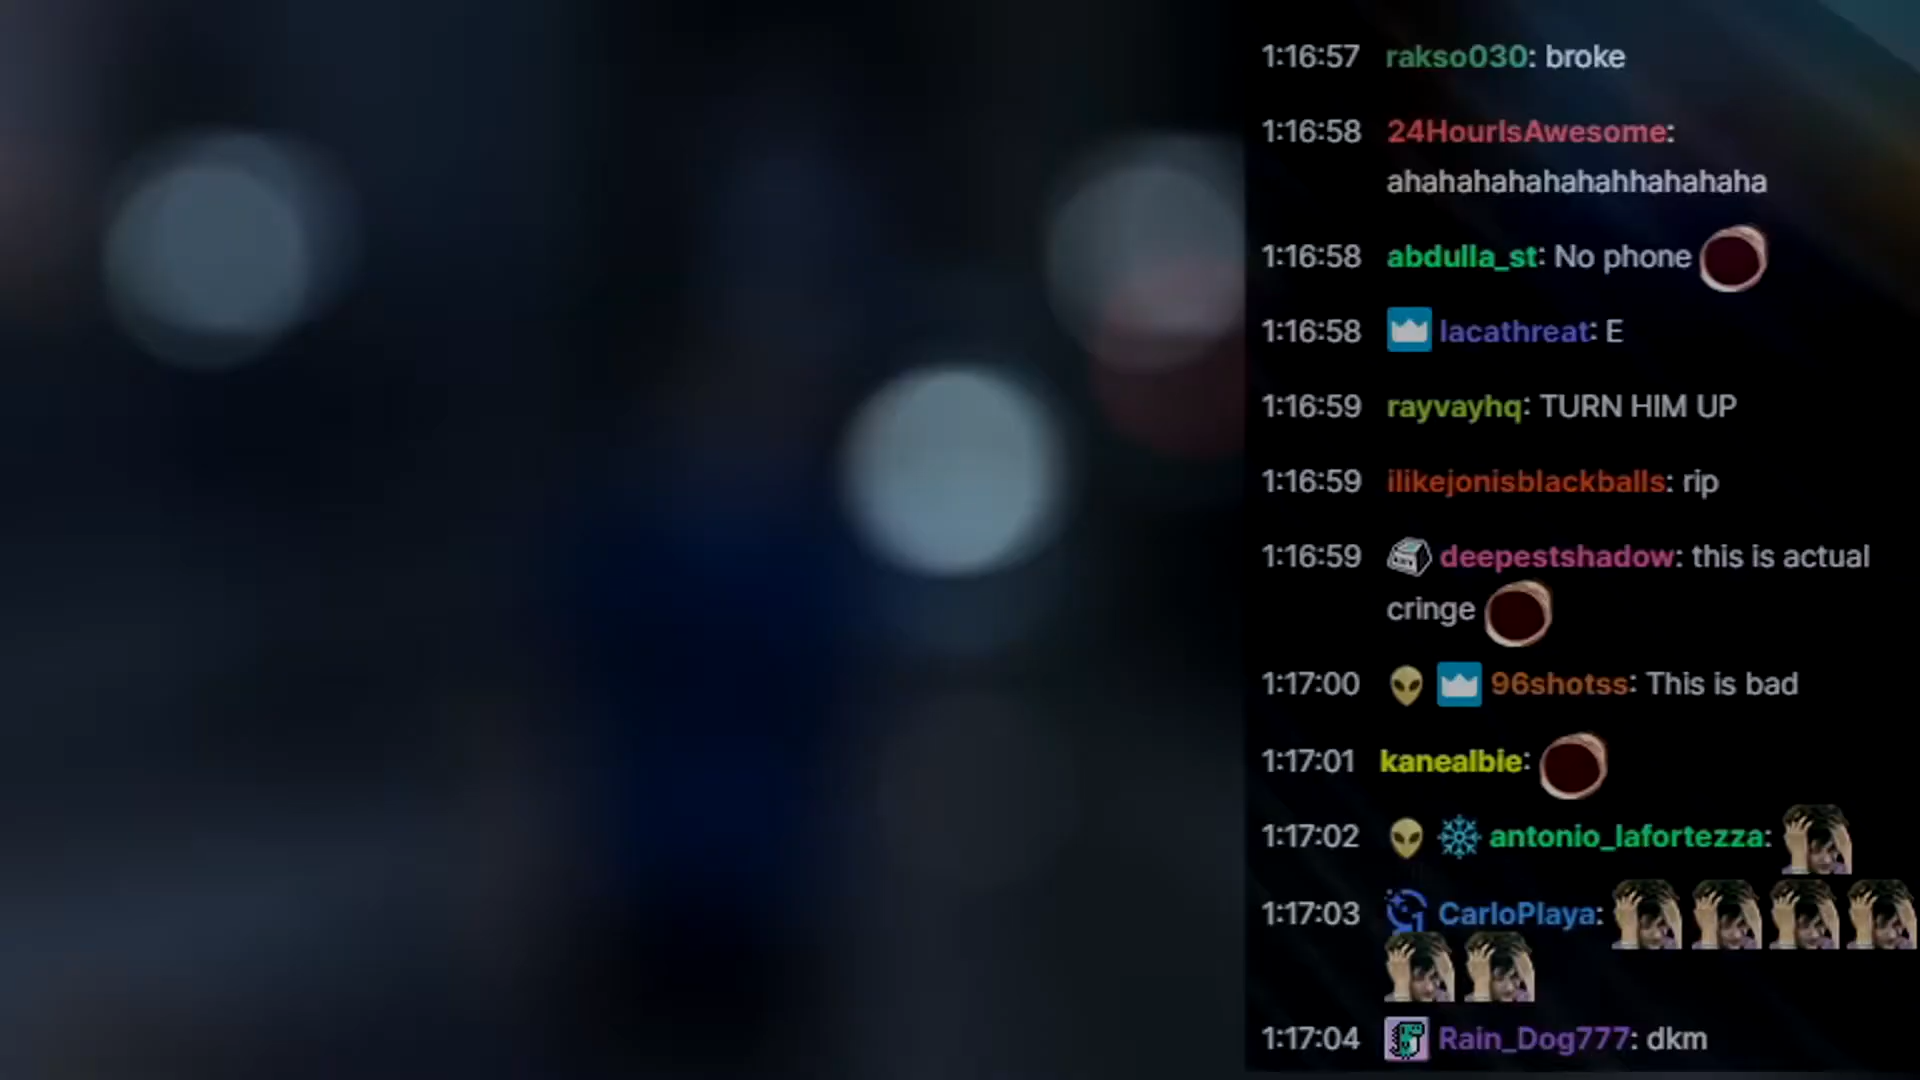 1:16:57 rakso030: broke
1:16:58 24HourIsAwesome:
ahahahahahahahhahahaha
1:16:58 abdulla_st: No phone
1:16:58 lacathreat: E
1:16:59 rayvayhq: TURN HIM UP
1:16:59 ilikejonisblackballs: rip
1:16:59 deepestshadow: this is actual
cringe
1:17:00 96shotss: This is bad
1:17:01 kanealbie:
1:17:02 antonio_lafortezza:
1:17:03 CarloPlaya:
1:17:04 Rain_Dog777: dkm